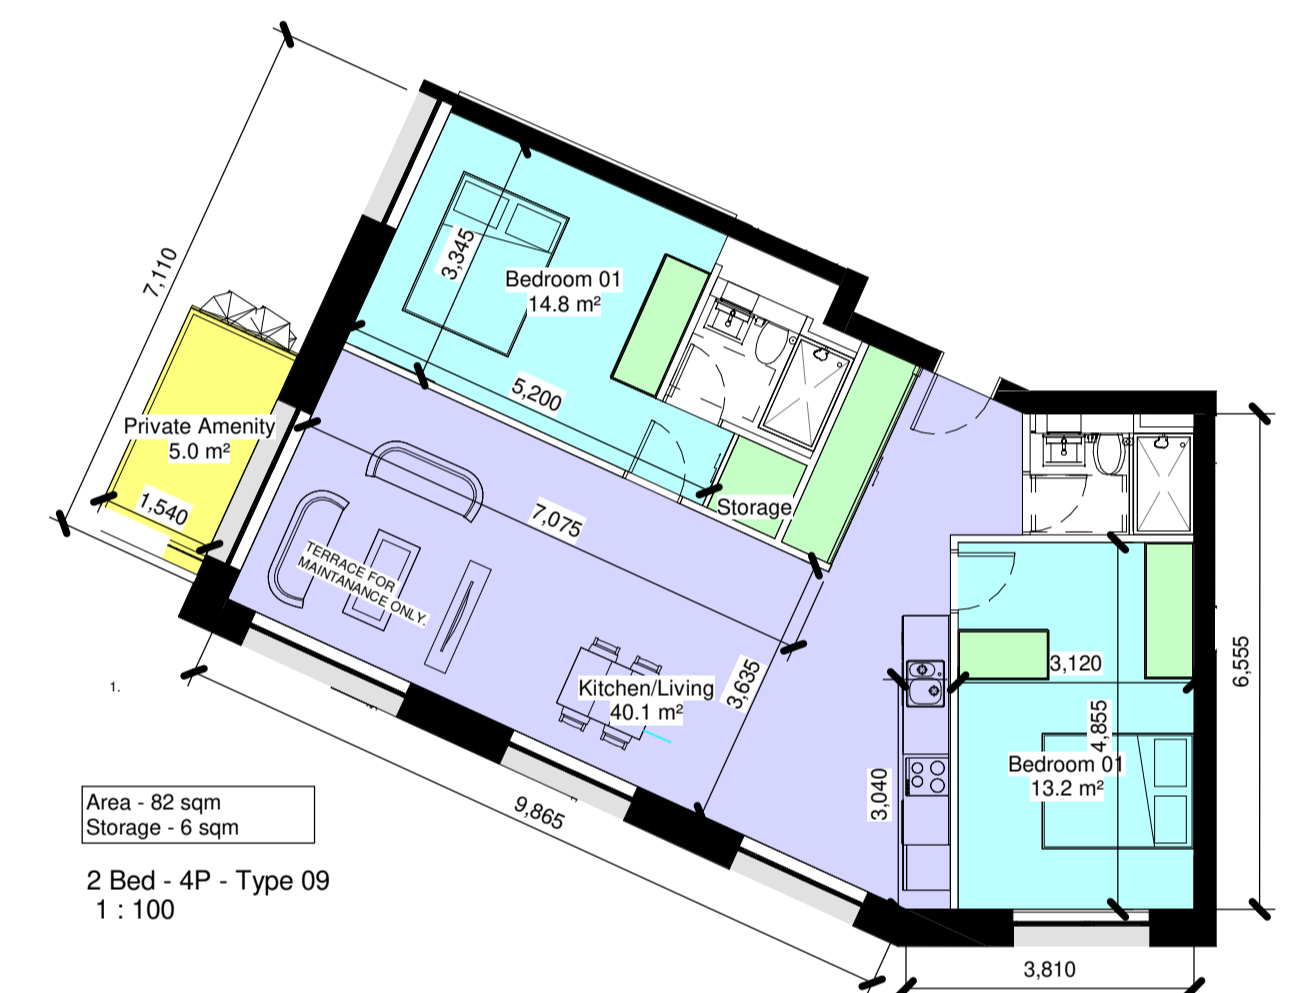 7,110
3,345
Bedroom 01
14.8 m²
5,200
Private Amenity
5.0 m²
1,540
7,075
Storage
TERRACE FOR
MAINTANANCE ONLY.
3,635
Kitchen/Living
40.1 m²
3,120
6,555
4,855
Bedroom 01
13.2 m²
3,040
1.
9,865
Area - 82 sqm
Storage - 6 sqm
2 Bed - 4P - Type 09
1 : 100
3,810